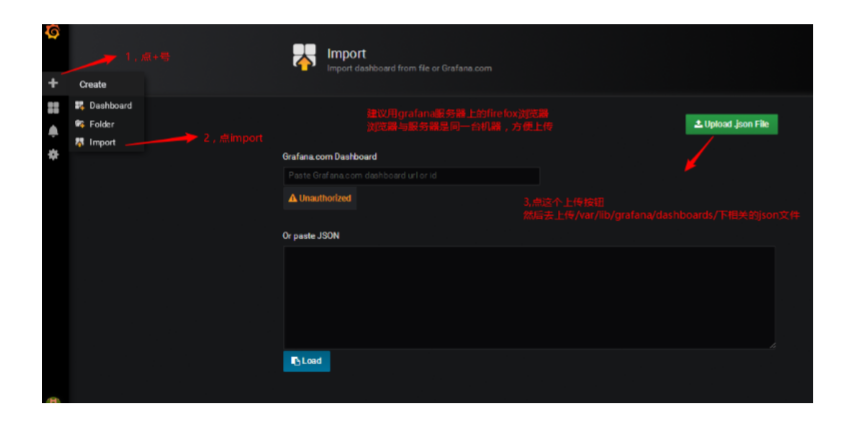 Import
Import dashboard from file or Grafana.com
1，点+号
Create
Dashboard
Folder
Import
2，点import
建议用grafana服务器上的firefox浏览器
浏览器与服务器是同一台机器，方便上传
Upload .json File
Grafana.com Dashboard
Paste Grafana.com dashboard url or id
Unauthorized
3,点这个上传按钮
然后去上传/var/lib/grafana/dashboards/下相关的json文件
Or paste JSON
Load